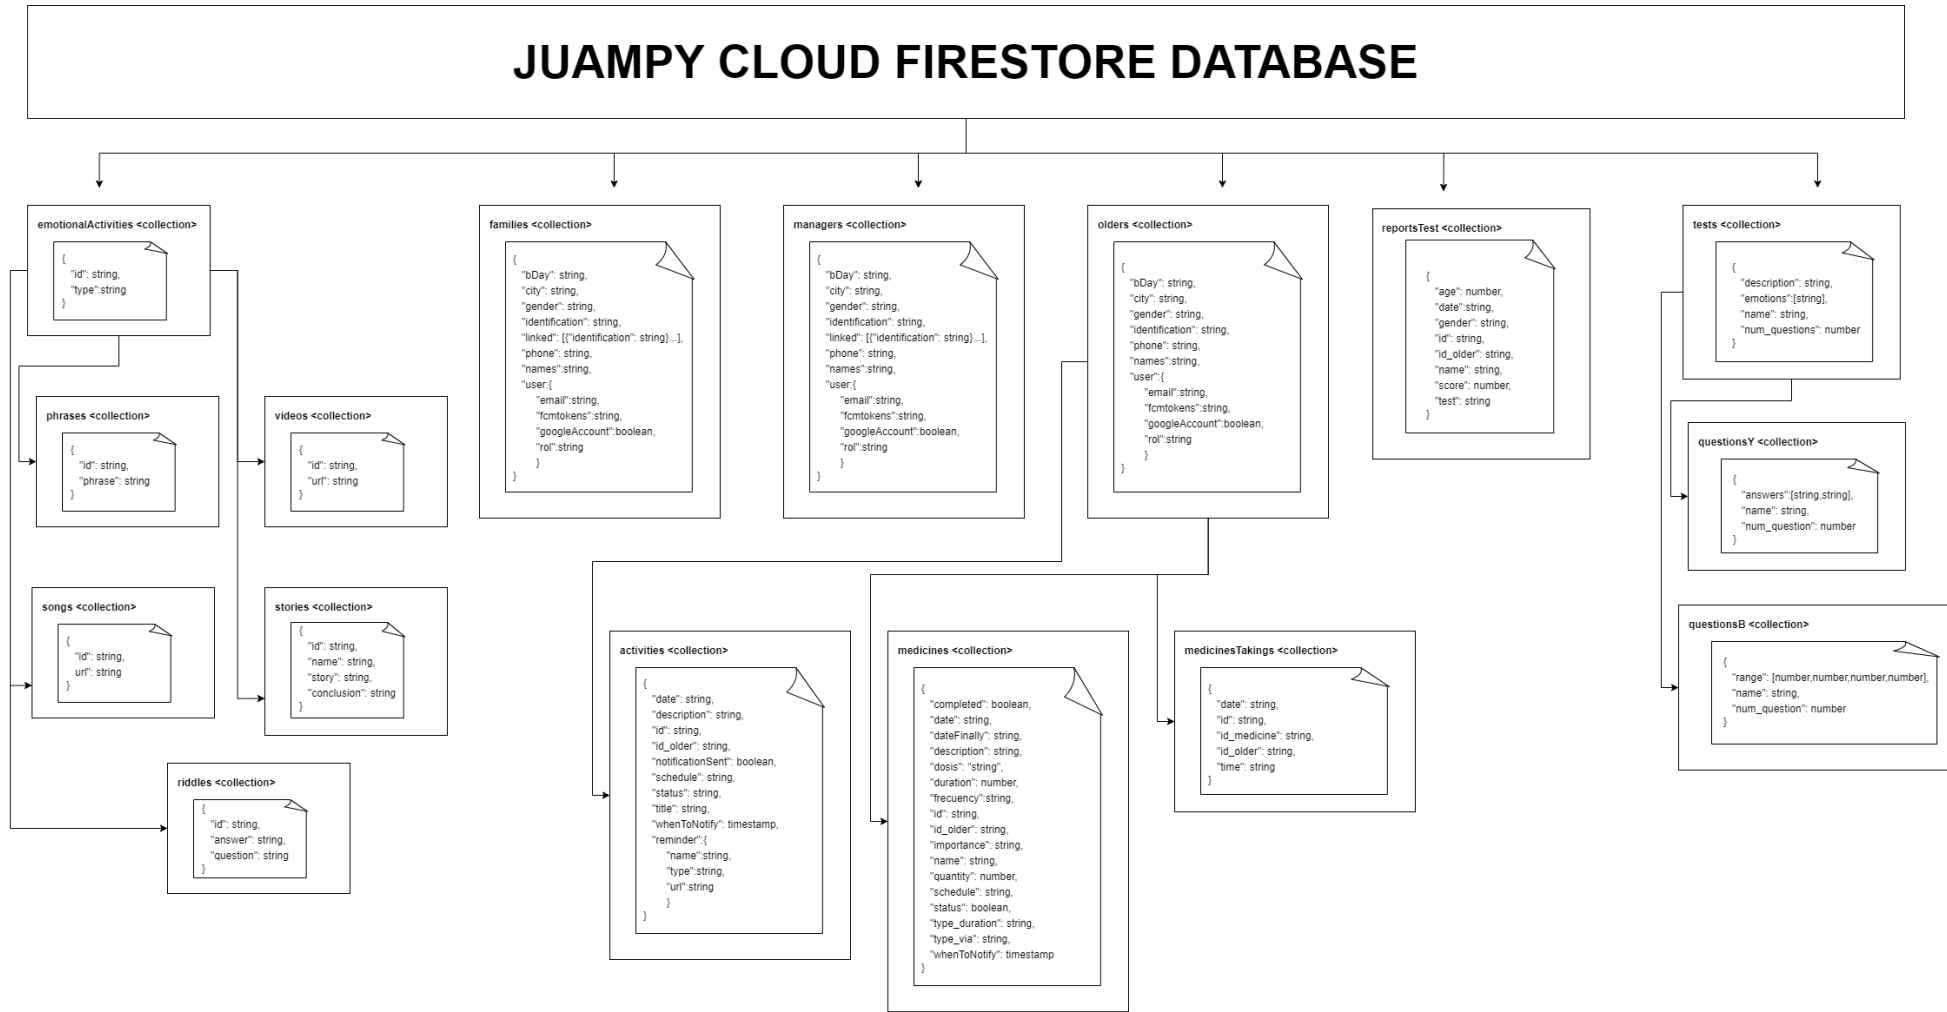 JUAMPY CLOUD FIRESTORE DATABASE
emotionalActivities <collection>
{
"id": string,
"type":string
}
families <collection>
{
"bDay": string,
"city": string,
"gender": string,
"identification": string,
"linked": [{"identification": string}...],
"phone": string,
"names":string,
"user:{
"email":string,
"fcmtokens":string,
"googleAccount":boolean,
"rol":string
}
}
managers <collection>
{
"bDay": string,
"city": string,
"gender": string,
"identification": string,
"linked": [{"identification": string}...],
"phone": string,
"names":string,
"user:{
"email":string,
"fcmtokens":string,
"googleAccount":boolean,
"rol":string
}
}
olders <collection>
{
"bDay": string,
"city": string,
"gender": string,
"identification": string,
"phone": string,
"names":string,
"user":{
"email":string,
"fcmtokens":string,
"googleAccount":boolean,
"rol":string
}
}
reportsTest <collection>
{
"age": number,
"date":string,
"gender": string,
"id": string,
"id_older": string,
"name": string,
"score": number,
"test": string
}
tests <collection>
{
"description": string,
"emotions":[string],
"name": string,
"num_questions": number
}
phrases <collection>
{
"id": string,
"phrase": string
}
videos <collection>
{
"id": string,
"url": string
}
questionsY <collection>
{
"answers":[string,string],
"name": string,
"num_question": number
}
songs <collection>
{
"id": string,
url": string
}
stories <collection>
{
"id": string,
"name": string,
"story": string,
"conclusion": string
}
questionsB <collection>
{
"range": [number,number,number,number],
"name": string,
"num_question": number
}
activities <collection>
{
"date": string,
"description": string,
"id": string,
"id_older": string,
"notificationSent": boolean,
"schedule": string,
"status": string,
"title": string,
"whenToNotify": timestamp,
"reminder":{
"name":string,
"type":string,
"url":string
}
}
medicines <collection>
{
"completed": boolean,
"date": string,
"dateFinally": string,
"description": string,
"dosis": "string",
"duration": number,
"frecuency":string,
"id": string,
"id_older": string,
"importance": string,
"name": string,
"quantity": number,
"schedule": string,
"status": boolean,
"type_duration": string,
"type_via": string,
"whenToNotify": timestamp
}
medicinesTakings <collection>
{
"date": string,
"id": string,
"id_medicine": string,
"id_older": string,
"time": string
}
riddles <collection>
{
"id": string,
"answer": string,
"question": string
}